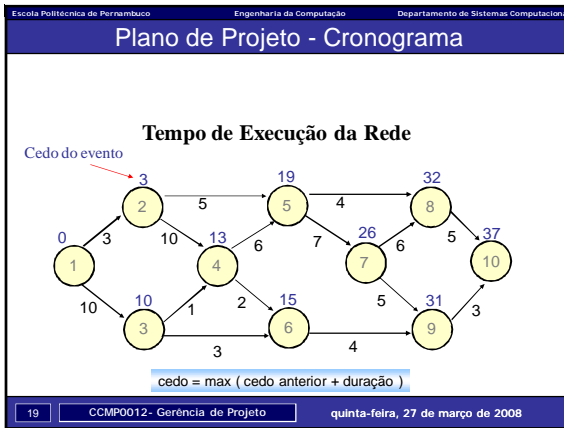 Escola Politécnica de Pernambuco Engenharia da Computação Departamento de Sistemas Computacion
Plano de Projeto - Cronograma
Tempo de Execução da Rede
Cedo do evento
3 19 32
2 5 5 4 8
0 3 10 13 6 7 26 6 5 37
1 4 7 10
10 10 1 2 15 5 31 3
3 6 9
3 4
cedo = max ( cedo anterior + duração )
19 CCMP0012- Gerência de Projeto quinta-feira, 27 de março de 2008